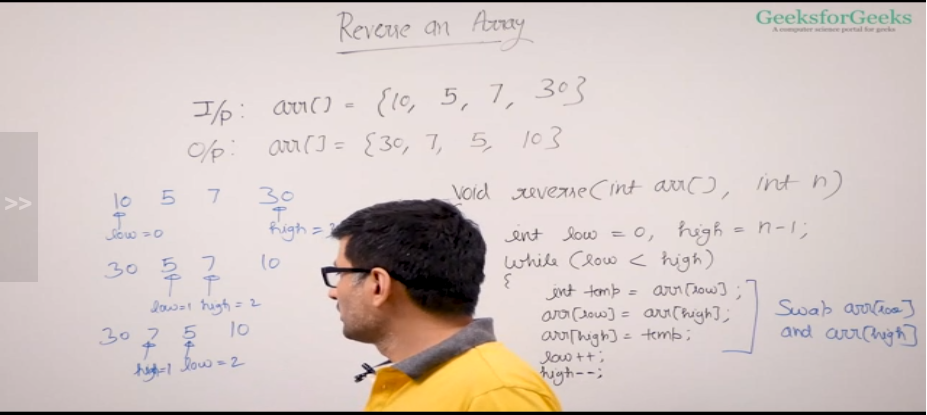 Reverse an Array
GeeksforGeeks
A computer science portal for geeks
I/p: arr[] = {10, 5, 7, 30}
O/p: arr[] = {30, 7, 5, 10}
>>
10 5 7 30
low=0 high =
30 5 7 10
low=1 high = 2
30 7 5 10
high=1 low=2
void reverse(int arr[], int n)
int low = 0, high = n-1;
while (low < high)
{
int temp = arr[low];
arr[low] = arr[high];
arr[high] = temp;
low++;
high--;
Swap arr[low]
and arr[high]